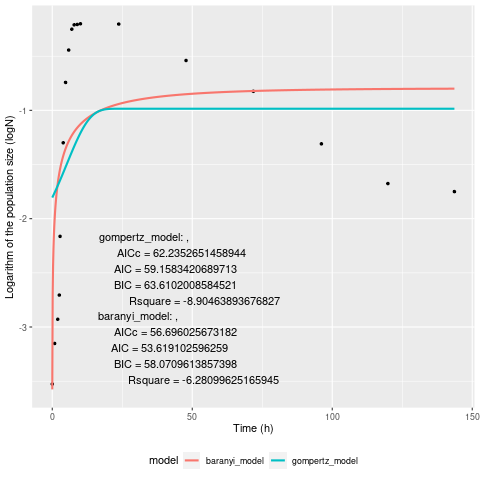 Logarithm of the population size (logN)
-1
-2
-3
gompertz_model: ,
AICc = 62.2352651458944
AIC = 59.1583420689713
BIC = 63.6102008584521
Rsquare = -8.90463893676827
baranyi_model: ,
AICc = 56.696025673182
AIC = 53.619102596259
BIC = 58.0709613857398
Rsquare = -6.28099625165945
0
50
100
150
Time (h)
model
baranyi_model
gompertz_model